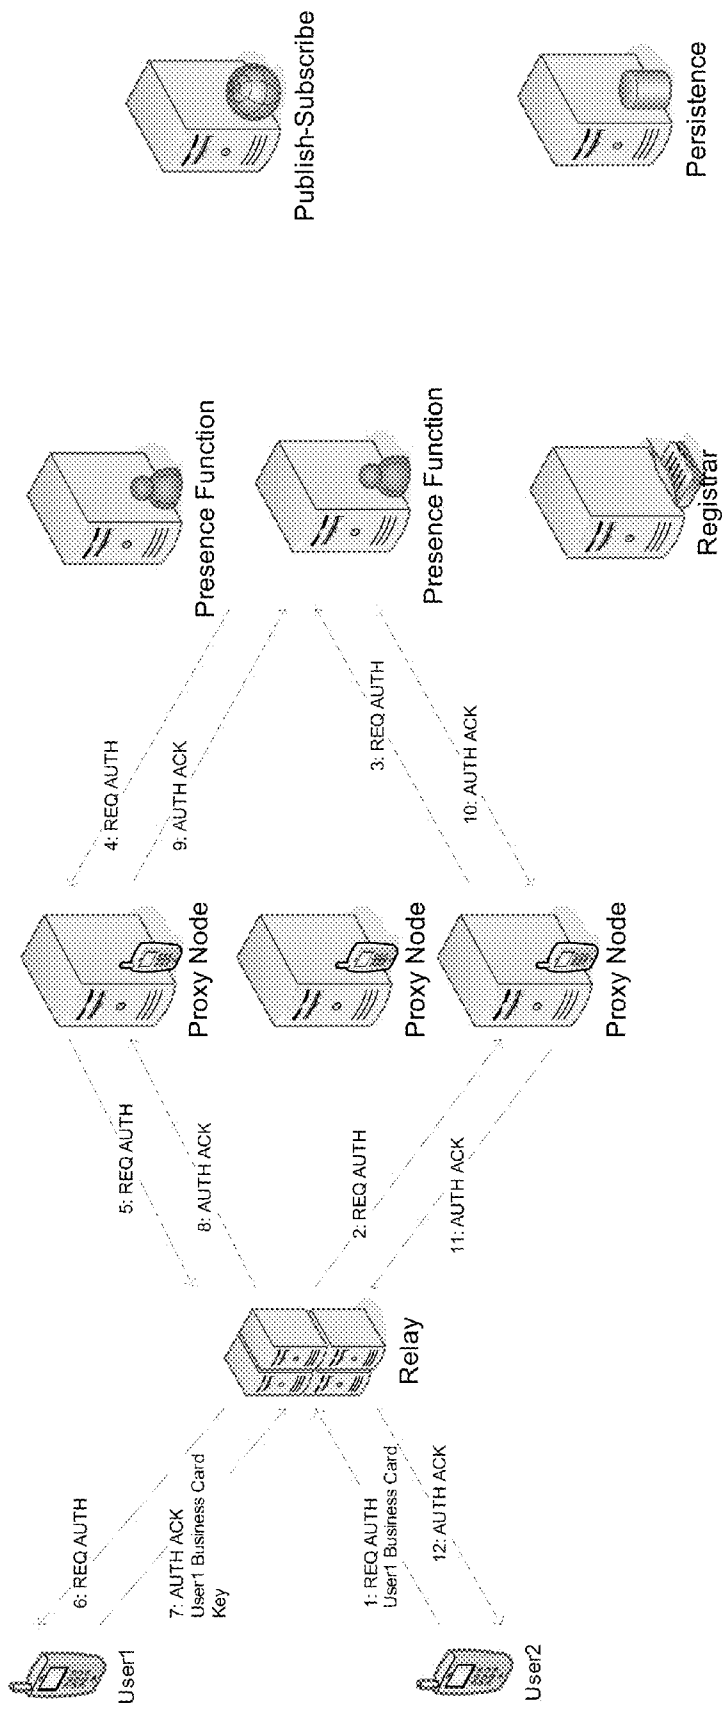 User1
6: REQ AUTH
7: AUTH ACK
User1 Business Card
Key
User2
1: REQ AUTH
User1 Business Card
12: AUTH ACK
Relay
5: REQ AUTH
8: AUTH ACK
2: REQ AUTH
11: AUTH ACK
Proxy Node
Proxy Node
Proxy Node
4: REQ AUTH
9: AUTH ACK
3: REQ AUTH
10: AUTH ACK
Presence Function
Presence Function
Registrar
Publish-Subscribe
Persistence